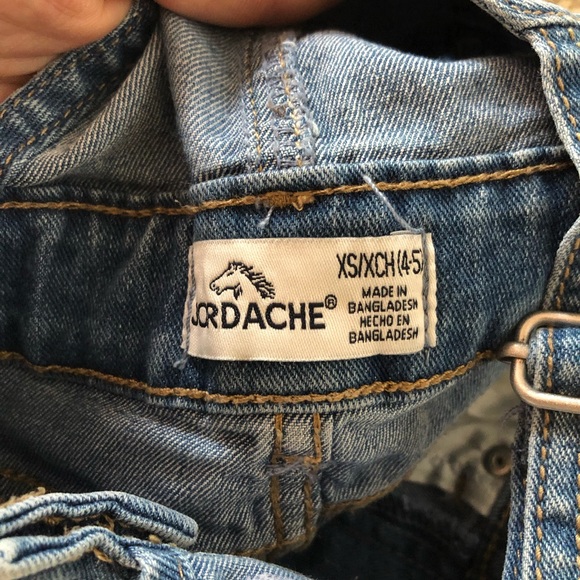 JORDACHE®
XS/XCH (4-5)
MADE IN
BANGLADESH
HECHO EN
BANGLADESH